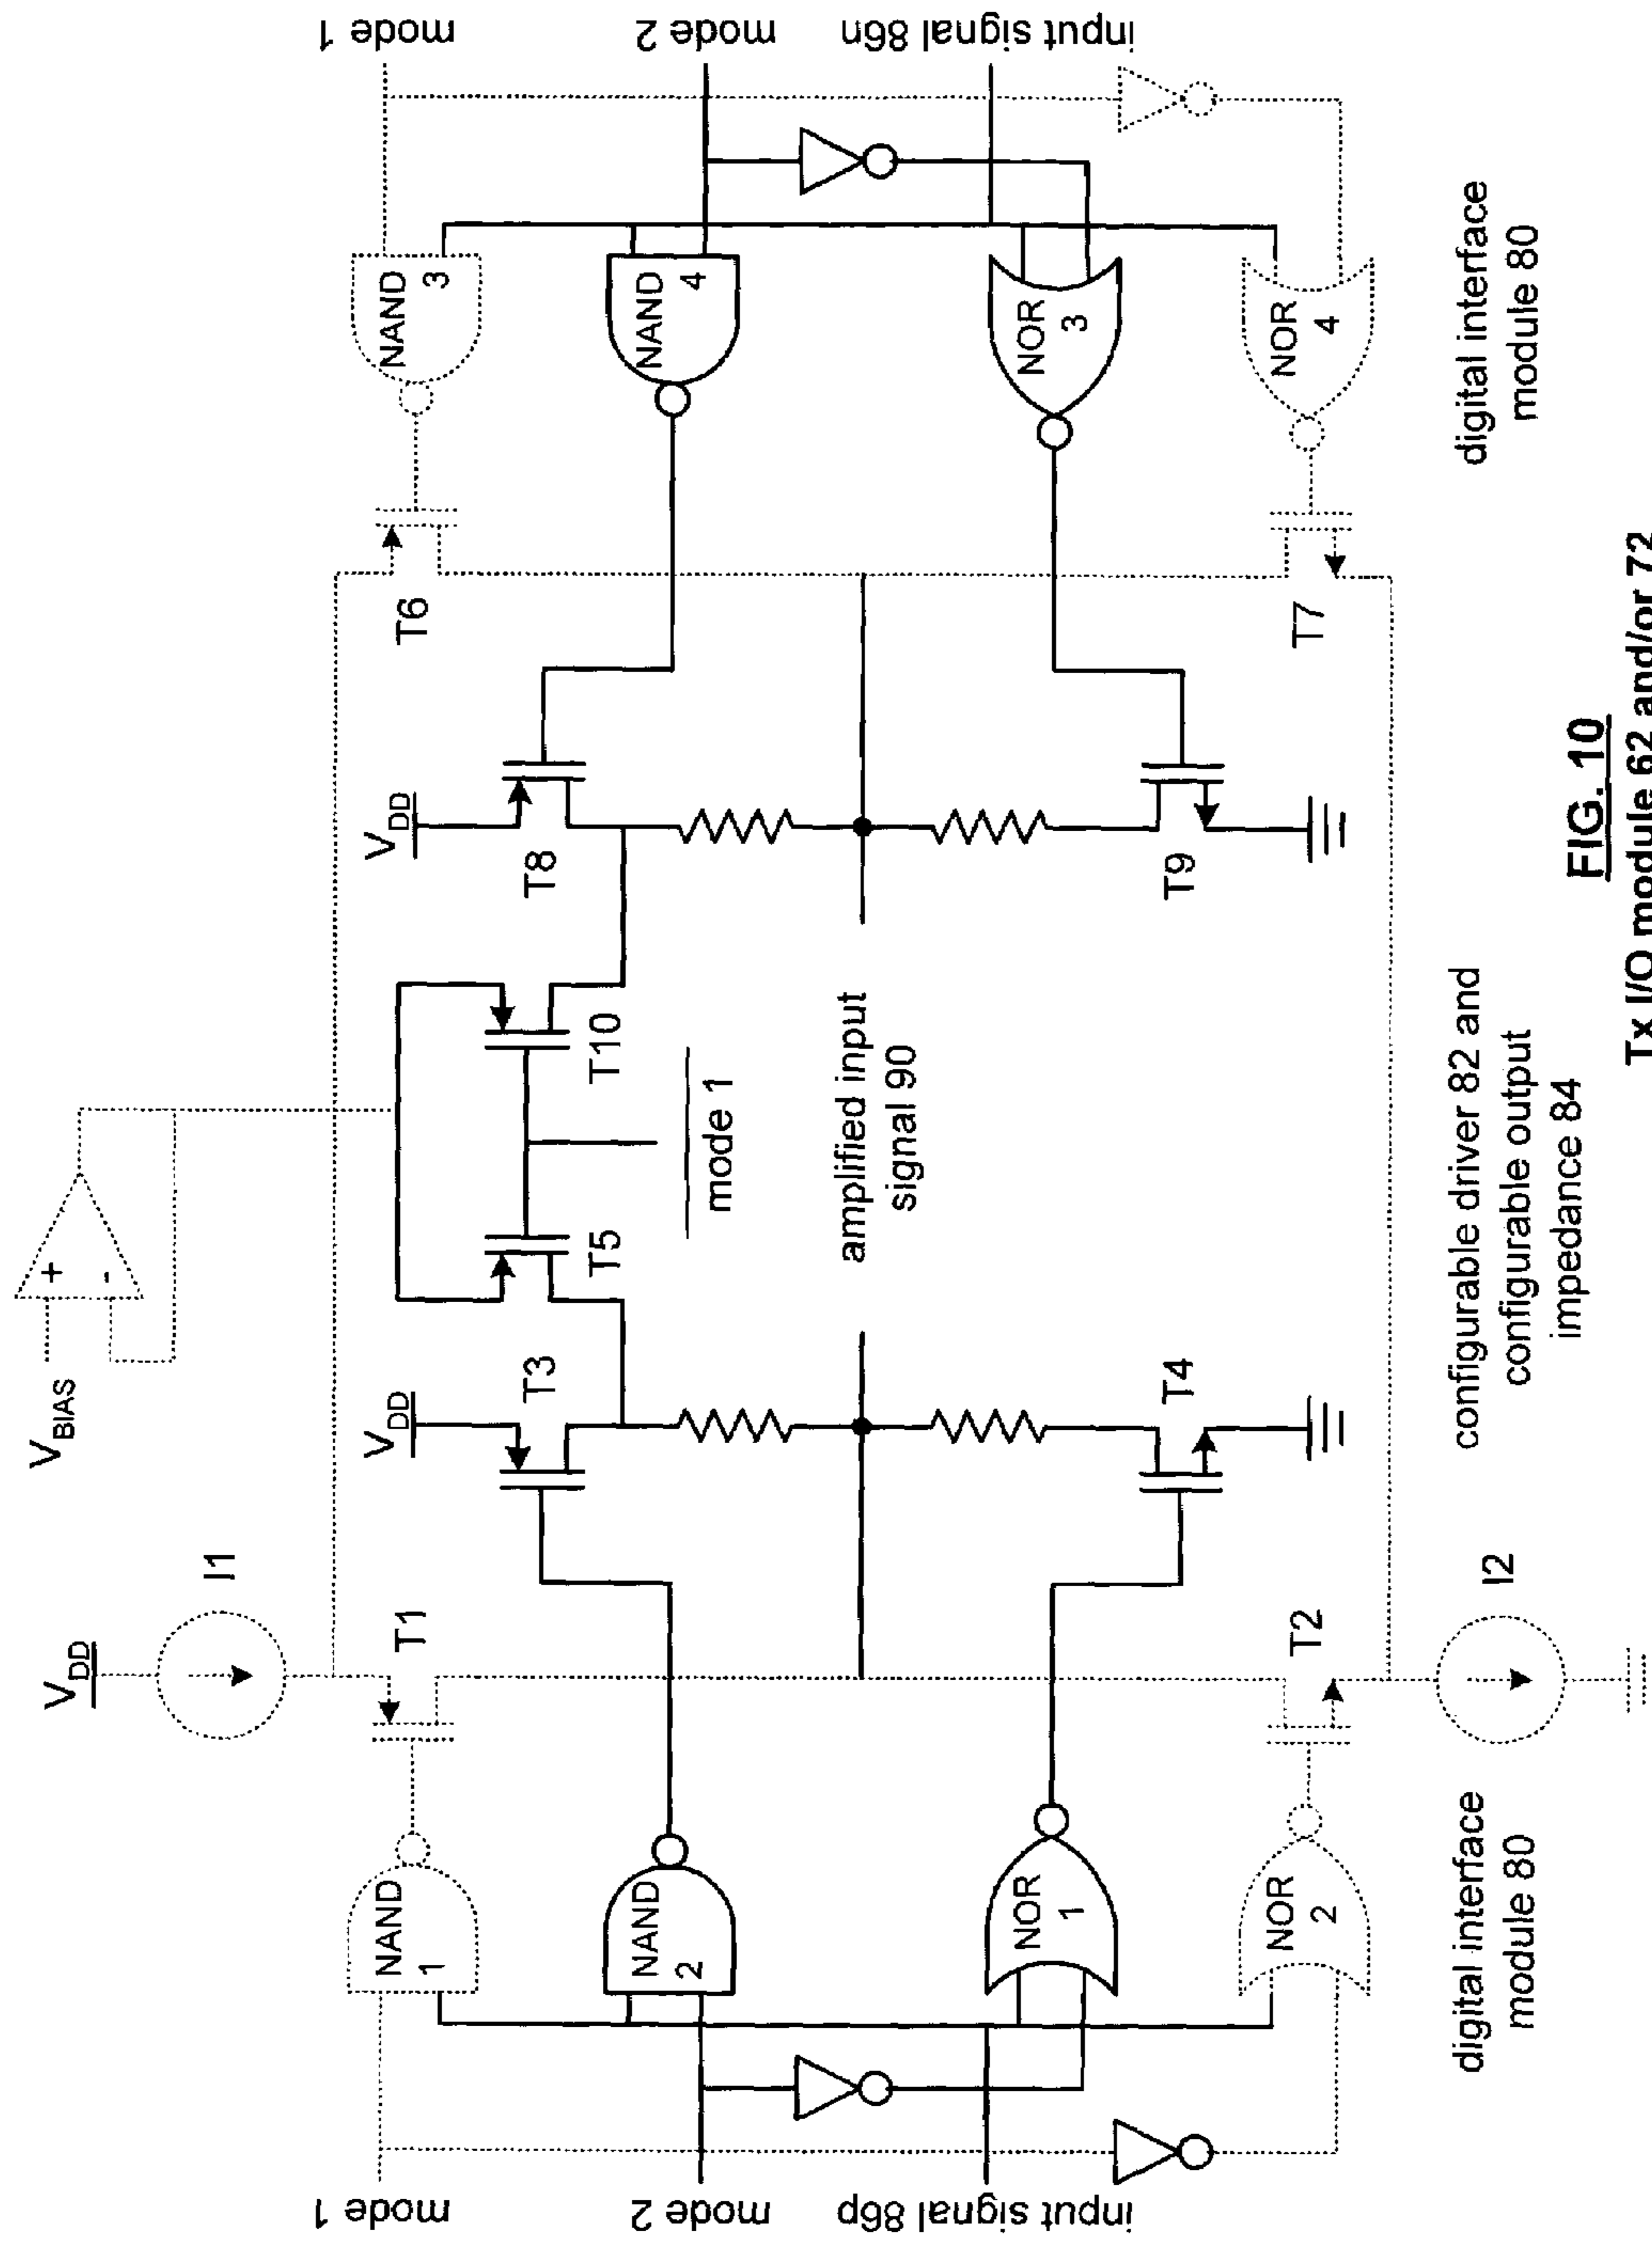 V_BIAS
+
-
V_DD
I1
mode 1
NAND
1
T1
V_DD
V_DD
T6
NAND
3
mode 1
T3
T5
T10
T8
mode 2
NAND
2
mode 1
NAND
4
mode 2
amplified input
signal 90
input signal 86p
NOR
1
T4
T9
NOR
3
input signal 86n
NOR
2
T2
T7
NOR
4
digital interface
module 80
I2
configurable driver 82 and
configurable output
impedance 84
digital interface
module 80
FIG. 10
Tx I/O module 62 and/or 72